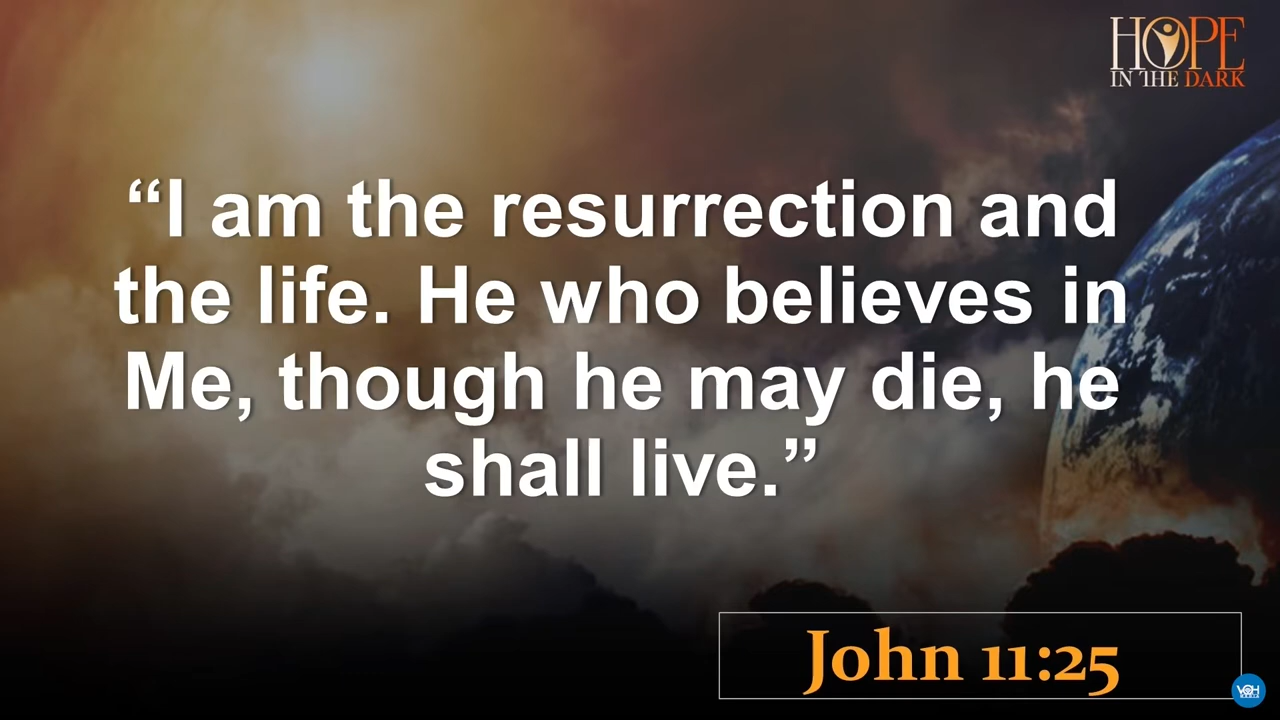 HOPE
IN THE DARK
“I am the resurrection and
the life. He who believes in
Me, though he may die, he
shall live.”
John 11:25
VOH